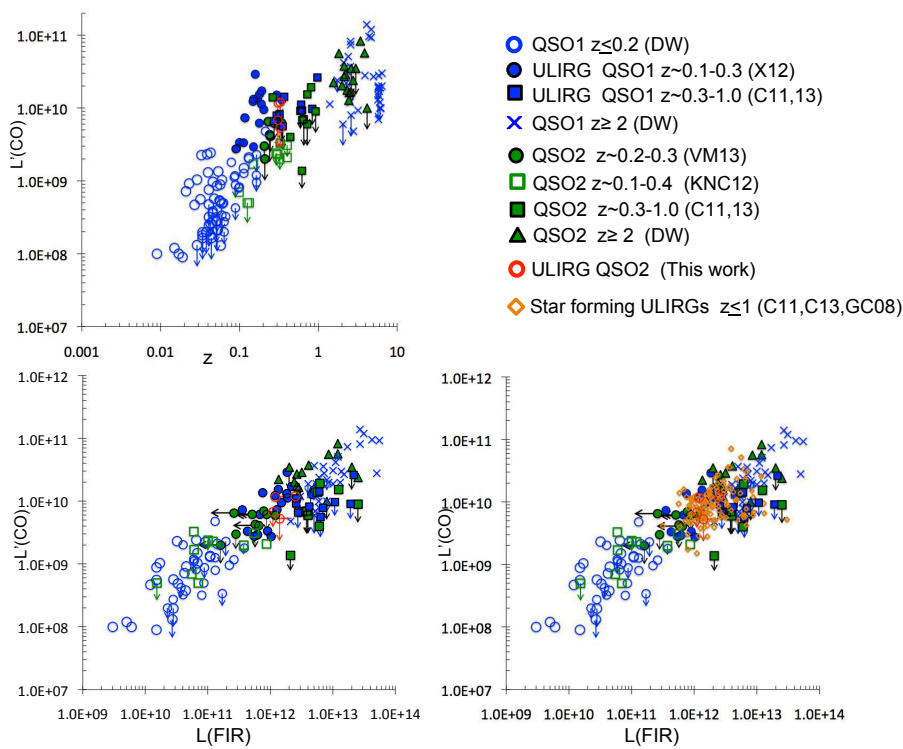 1.0E+11
1.0E+10
1.0E+09
1.0E+08
1.0E+07
L'(CO)
0.001
0.01
0.1
1
10
z
QSO1 z≤0.2 (DW)
ULIRG QSO1 z~0.1-0.3 (X12)
ULIRG QSO1 z~0.3-1.0 (C11,13)
QSO1 z≥ 2 (DW)
QSO2 z~0.2-0.3 (VM13)
QSO2 z~0.1-0.4 (KNC12)
QSO2 z~0.3-1.0 (C11,13)
QSO2 z≥ 2 (DW)
ULIRG QSO2 (This work)
Star forming ULIRGs z≤1 (C11,C13,GC08)
1.0E+12
1.0E+11
1.0E+10
1.0E+09
1.0E+08
1.0E+07
L'(CO)
1.0E+09
1.0E+10
1.0E+11
1.0E+12
1.0E+13
1.0E+14
L(FIR)
1.0E+12
1.0E+11
1.0E+10
1.0E+09
1.0E+08
1.0E+07
L'(CO)
1.0E+09
1.0E+10
1.0E+11
1.0E+12
1.0E+13
1.0E+14
L(FIR)